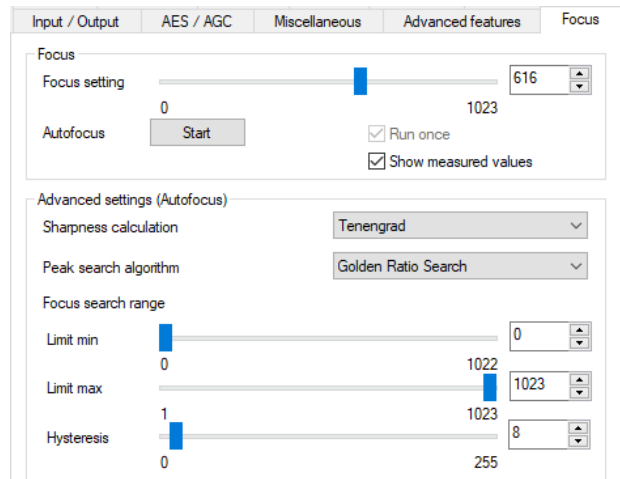 Input / Output AES / AGC Miscellaneous Advanced features Focus
Focus
Focus setting 616
0 1023
Autofocus Start Run once
Show measured values
Advanced settings (Autofocus)
Sharpness calculation Tenengrad
Peak search algorithm Golden Ratio Search
Focus search range
Limit min 0
0 1022
Limit max 1023
1 1023
Hysteresis 8
0 255